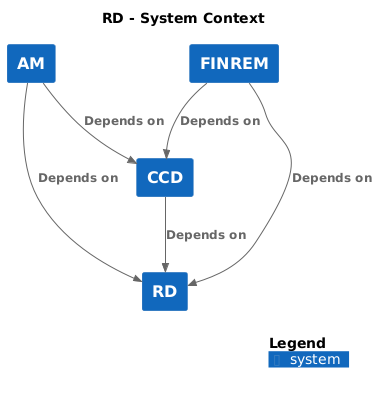 RD - System Context
AM
FINREM
Depends on
Depends on
CCD
Depends on
Depends on
Depends on
RD
Legend
system